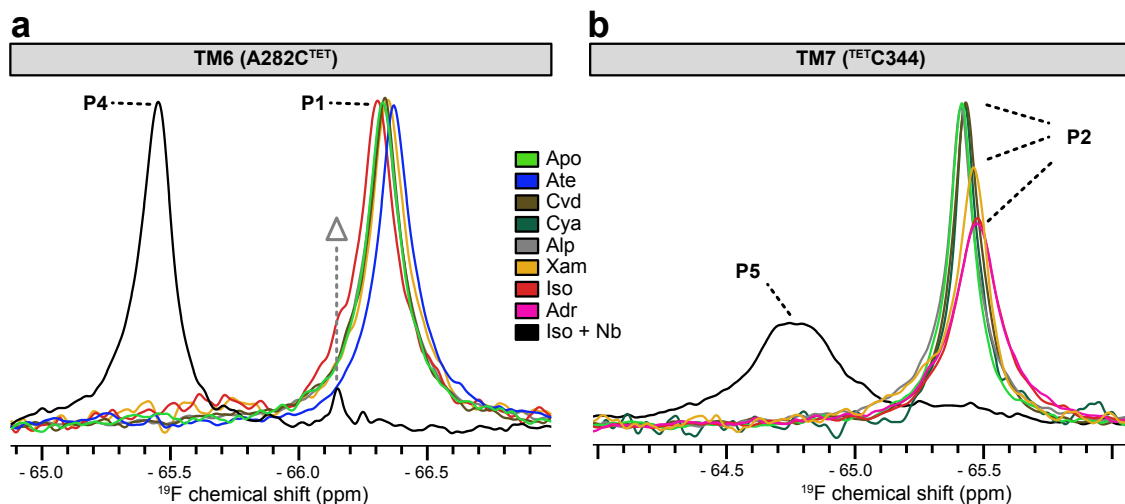 a
TM6 (A282Cᵀᴱᵀ)
P4
P1
- 65.0
- 65.5
- 66.0
- 66.5
¹⁹F chemical shift (ppm)
Apo
Ate
Cvd
Cya
Alp
Xam
Iso
Adr
Iso + Nb
b
TM7 (ᵀᴱᵀC344)
P2
P5
- 64.5
- 65.0
- 65.5
¹⁹F chemical shift (ppm)